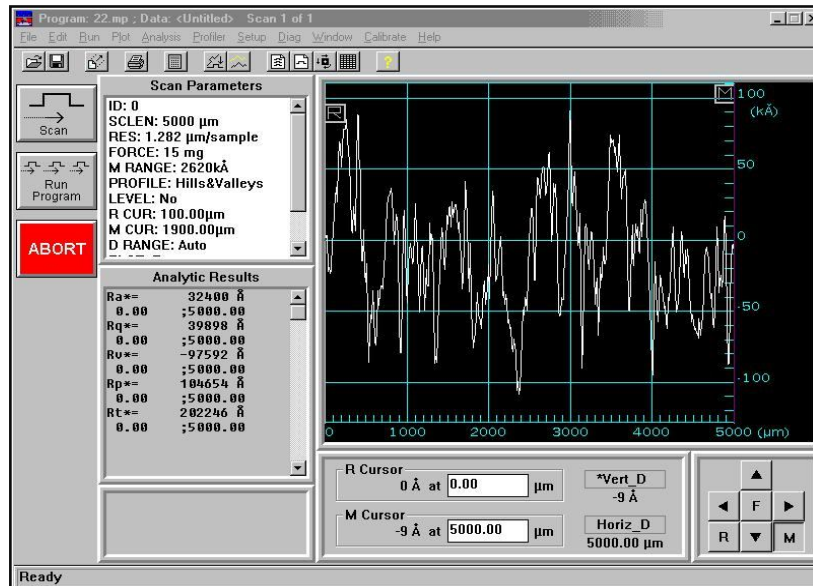 Program: 22.mp ; Data: <Untitled> Scan 1 of 1
File Edit Run Plot Analysis Profiler Setup Diag Window Calibrate Help
Scan
Run
Program
ABORT
Scan Parameters
ID: 0
SCLEN: 5000 µm
RES: 1.282 µm/sample
FORCE: 15 mg
M RANGE: 2620kÅ
PROFILE: Hills&Valleys
LEVEL: No
R CUR: 100.00µm
M CUR: 1900.00µm
D RANGE: Auto
Analytic Results
Ra*= 32400 Å
0.00 ;5000.00
Rq*= 39898 Å
0.00 ;5000.00
Rv*= -97592 Å
0.00 ;5000.00
Rp*= 104654 Å
0.00 ;5000.00
Rt*= 202246 Å
0.00 ;5000.00
R
M
100
(kÅ)
50
0
-50
-100
0 1000 2000 3000 4000 5000 (µm)
R Cursor
0 Å at 0.00 µm
M Cursor
-9 Å at 5000.00 µm
*Vert_D
-9 Å
Horiz_D
5000.00 µm
F
R M
Ready